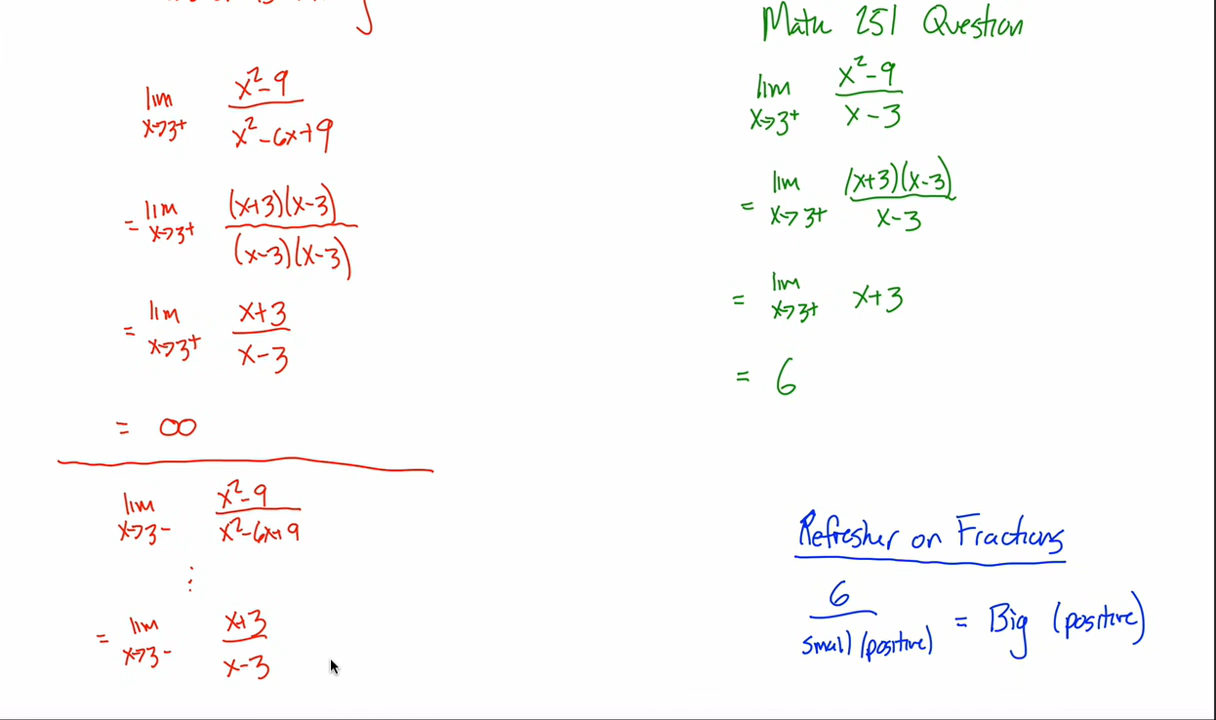 lim x→3+ x²-9 / x²-6x+9
= lim x→3+ (x+3)(x-3) / (x-3)(x-3)
= lim x→3+ x+3 / x-3
= ∞
lim x→3- x²-9 / x²-6x+9
⋮
= lim x→3- x+3 / x-3
Math 251 Question
lim x→3+ x²-9 / x-3
= lim x→3+ (x+3)(x-3) / x-3
= lim x→3+ x+3
= 6
Refresher on Fractions
6 / small (positive) = Big (positive)